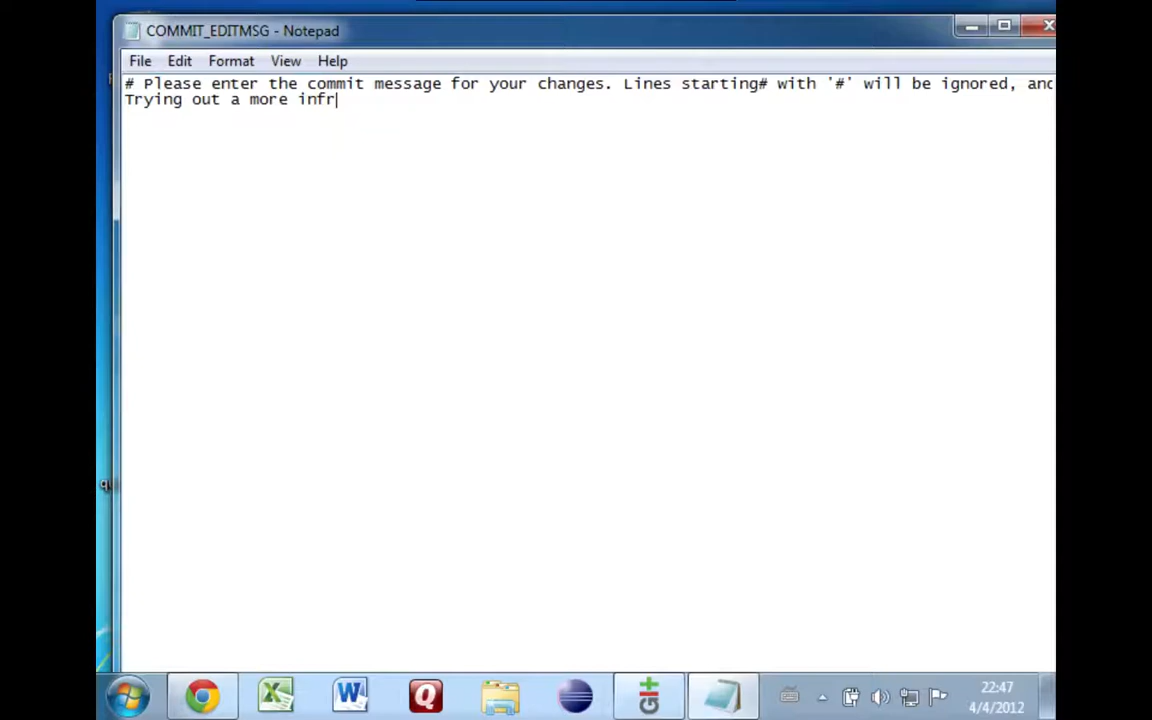 COMMIT_EDITMSG - Notepad
File Edit Format View Help
# Please enter the commit message for your changes. Lines starting# with '#' will be ignored, and
Trying out a more infr
q
22:47
4/4/2012